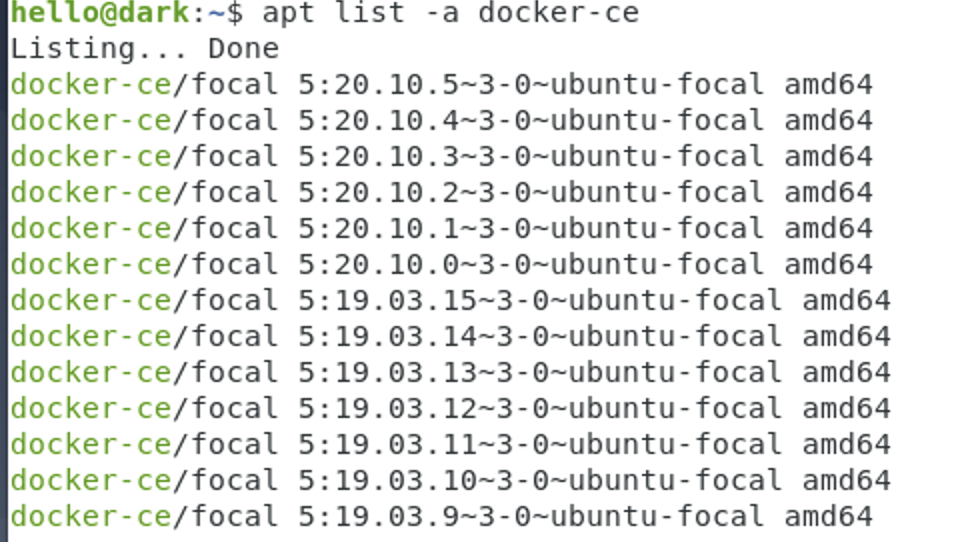 hello@dark:~$ apt list -a docker-ce
Listing... Done
docker-ce/focal 5:20.10.5~3-0~ubuntu-focal amd64
docker-ce/focal 5:20.10.4~3-0~ubuntu-focal amd64
docker-ce/focal 5:20.10.3~3-0~ubuntu-focal amd64
docker-ce/focal 5:20.10.2~3-0~ubuntu-focal amd64
docker-ce/focal 5:20.10.1~3-0~ubuntu-focal amd64
docker-ce/focal 5:20.10.0~3-0~ubuntu-focal amd64
docker-ce/focal 5:19.03.15~3-0~ubuntu-focal amd64
docker-ce/focal 5:19.03.14~3-0~ubuntu-focal amd64
docker-ce/focal 5:19.03.13~3-0~ubuntu-focal amd64
docker-ce/focal 5:19.03.12~3-0~ubuntu-focal amd64
docker-ce/focal 5:19.03.11~3-0~ubuntu-focal amd64
docker-ce/focal 5:19.03.10~3-0~ubuntu-focal amd64
docker-ce/focal 5:19.03.9~3-0~ubuntu-focal amd64